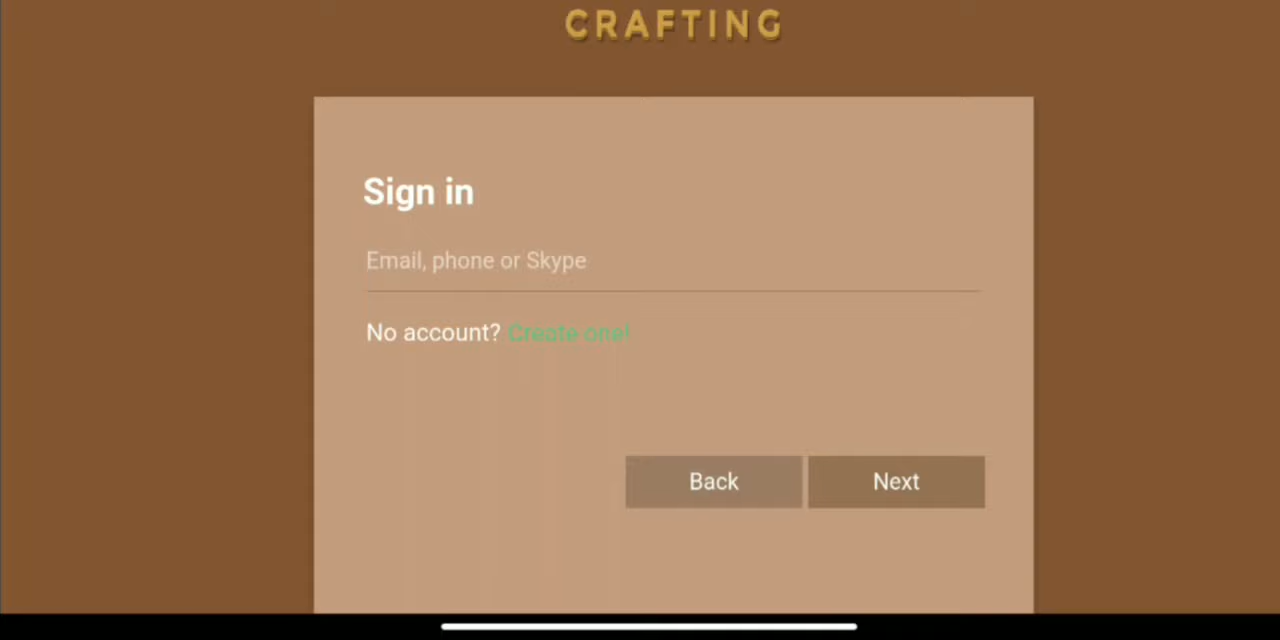 CRAFTING
Sign in
Email, phone or Skype
No account? Create one!
Back Next